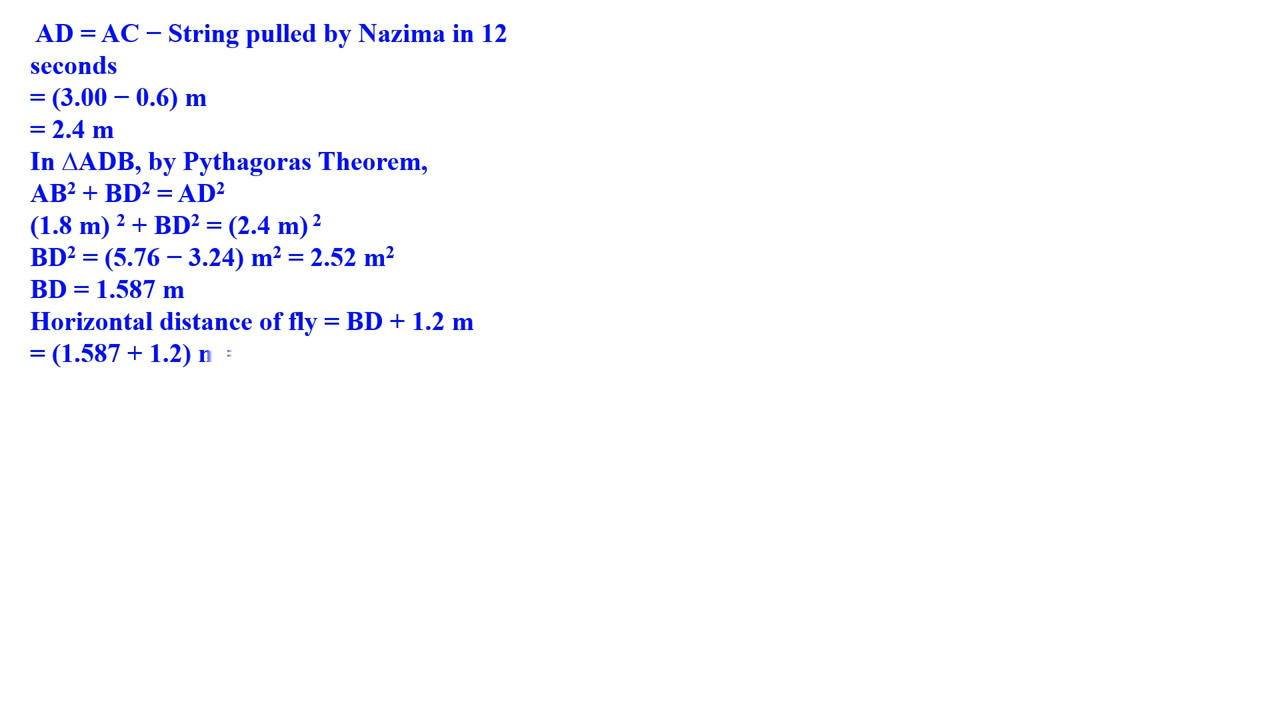 AD = AC − String pulled by Nazima in 12
seconds
= (3.00 − 0.6) m
= 2.4 m
In ∆ADB, by Pythagoras Theorem,
AB² + BD² = AD²
(1.8 m) ² + BD² = (2.4 m) ²
BD² = (5.76 − 3.24) m² = 2.52 m²
BD = 1.587 m
Horizontal distance of fly = BD + 1.2 m
= (1.587 + 1.2)